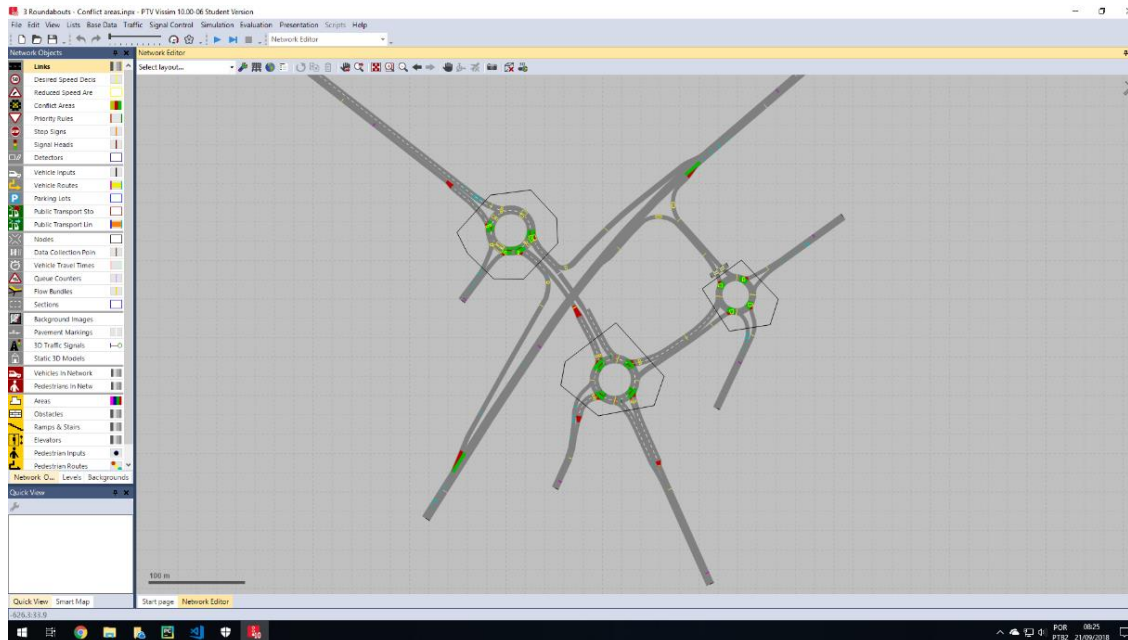 3 Roundabouts - Conflict areas.inpx - PTV Vissim 10.00-06 Student Version
File Edit View Lists Base Data Traffic Signal Control Simulation Evaluation Presentation Scripts Help
Network Editor
Network Objects
Network Editor
Select layout...
Links
Desired Speed Decis
Reduced Speed Are
Conflict Areas
Priority Rules
Stop Signs
Signal Heads
Detectors
Vehicle Inputs
Vehicle Routes
Parking Lots
Public Transport Sto
Public Transport Lin
Nodes
Data Collection Poin
Vehicle Travel Times
Queue Counters
Flow Bundles
Sections
Background Images
Pavement Markings
3D Traffic Signals
Static 3D Models
Vehicles In Network
Pedestrians In Netw
Areas
Obstacles
Ramps & Stairs
Elevators
Pedestrian Inputs
Pedestrian Routes
Network O... Levels Backgrounds
Quick View
100 m
Quick View Smart Map
Start page Network Editor
POR 08:25
PTB2 21/09/2018